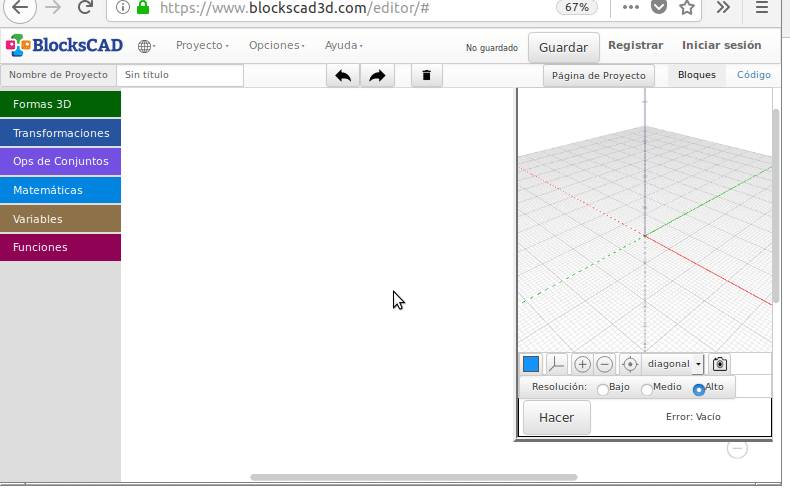 https://www.blockscad3d.com/editor/#
67%
BlocksCAD
Proyecto
Opciones
Ayuda
No guardado
Guardar
Registrar
Iniciar sesión
Nombre de Proyecto
Sin título
Página de Proyecto
Bloques
Código
Formas 3D
Transformaciones
Ops de Conjuntos
Matemáticas
Variables
Funciones
diagonal
Resolución:
Bajo
Medio
Alto
Hacer
Error: Vacío